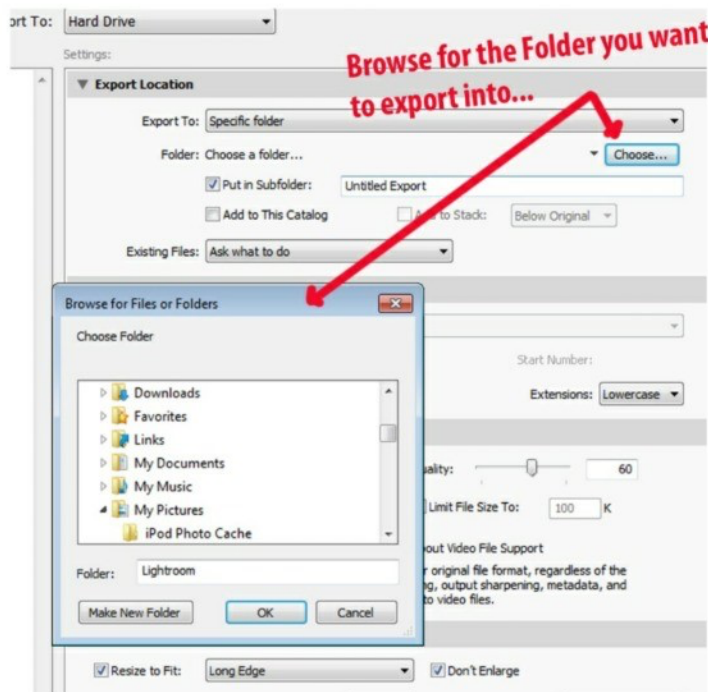 ort To: Hard Drive
Settings:
Browse for the Folder you want
to export into...
Export Location
Export To: Specific folder
Folder: Choose a folder... Choose...
Put in Subfolder: Untitled Export
Add to This Catalog to Stack: Below Original
Existing Files: Ask what to do
Browse for Files or Folders
Choose Folder
Start Number:
Downloads
Extensions: Lowercase
Favorites
Links
My Documents
uality: 60
My Music
Limit File Size To: 100 K
My Pictures
iPod Photo Cache
out Video File Support
r original file format, regardless of the
ng, output sharpening, metadata, and
to video files.
Folder: Lightroom
Make New Folder OK Cancel
Resize to Fit: Long Edge Don't Enlarge